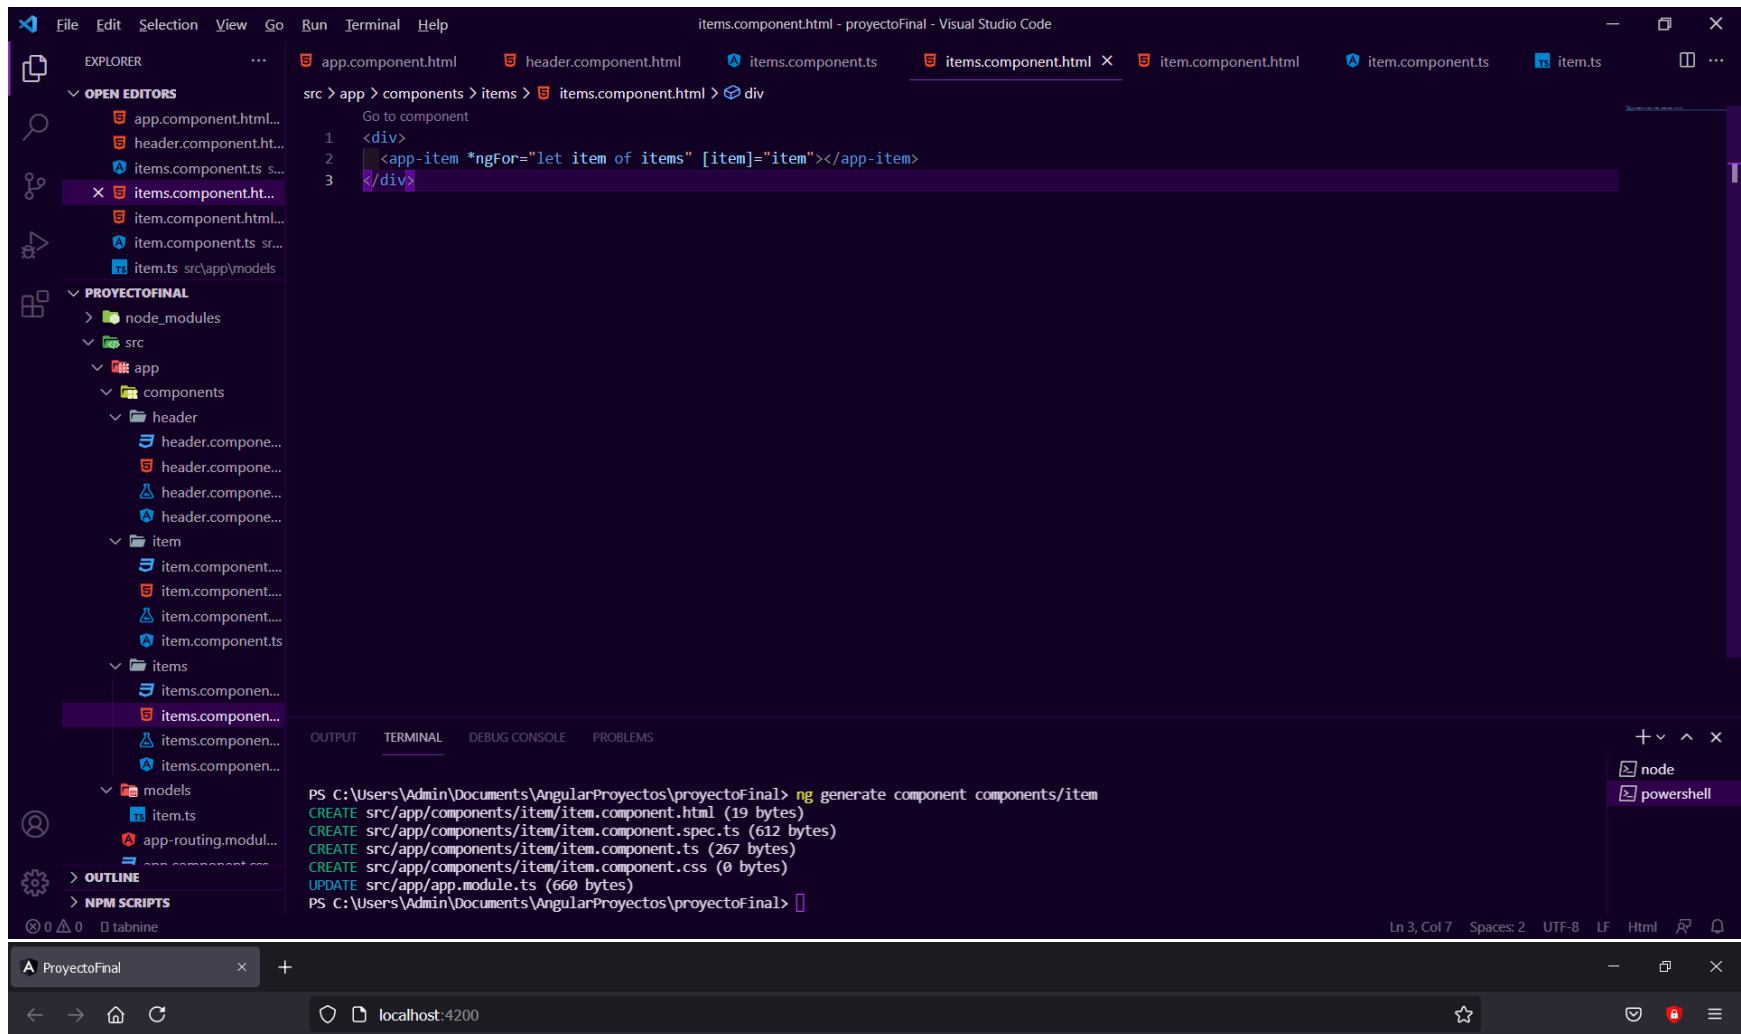 File Edit Selection View Go Run Terminal Help items.component.html - proyectoFinal - Visual Studio Code
EXPLORER ...
app.component.html header.component.html items.component.ts items.component.html item.component.html item.component.ts item.ts ...
OPEN EDITORS
src > app > components > items > items.component.html > div
app.component.html...
header.component.ht...
items.component.ts s...
items.component.ht...
item.component.html...
item.component.ts sr...
item.ts src\app\models
Go to component
1 <div>
2 <app-item *ngFor="let item of items" [item]="item"></app-item>
3 </div>
PROYECTOFINAL
node_modules
src
app
components
header
header.compone...
header.compone...
header.compone...
header.compone...
item
item.component....
item.component....
item.component....
item.component.ts
items
items.componen...
items.componen...
items.componen...
items.componen...
models
item.ts
app-routing.modul...
app.component.css
OUTLINE
NPM SCRIPTS
OUTPUT TERMINAL DEBUG CONSOLE PROBLEMS
node
powershell
PS C:\Users\Admin\Documents\AngularProyectos\proyectoFinal> ng generate component components/item
CREATE src/app/components/item/item.component.html (19 bytes)
CREATE src/app/components/item/item.component.spec.ts (612 bytes)
CREATE src/app/components/item/item.component.ts (267 bytes)
CREATE src/app/components/item/item.component.css (0 bytes)
UPDATE src/app/app.module.ts (660 bytes)
PS C:\Users\Admin\Documents\AngularProyectos\proyectoFinal>
0 0 tabnine Ln 3, Col 7 Spaces: 2 UTF-8 LF Html
ProyectoFinal
localhost:4200